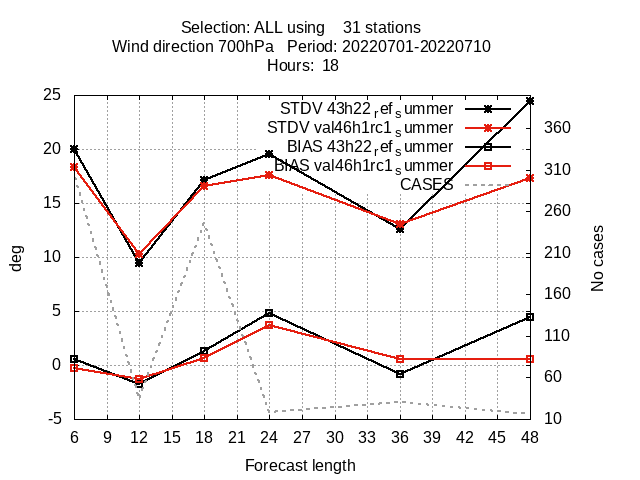 Selection: ALL using    31 stations
Wind direction 700hPa   Period: 20220701-20220710
Hours:  18
STDV 43h22_ref_summer
STDV val46h1rc1_summer
BIAS 43h22_ref_summer
BIAS val46h1rc1_summer
CASES
25
20
15
10
5
0
-5
deg
360
310
260
210
160
110
60
10
No cases
6 9 12 15 18 21 24 27 30 33 36 39 42 45 48
Forecast length